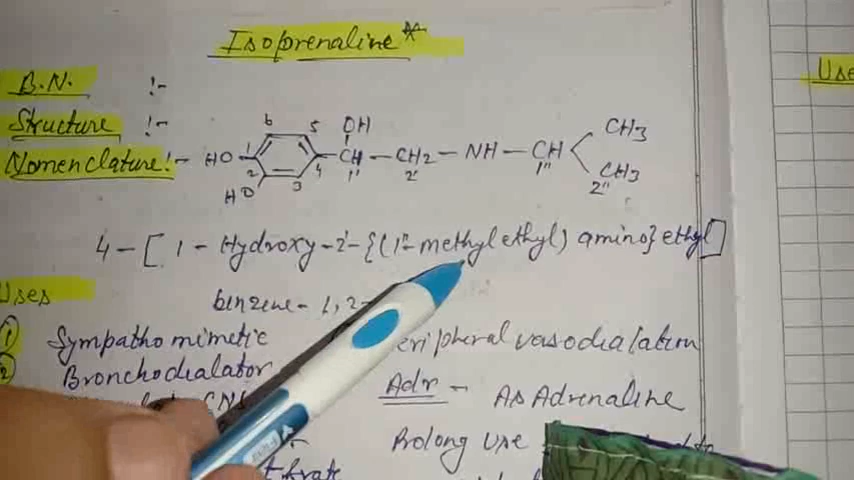 Isoprenaline
B.N. :-
Use
Structure :-
Nomenclature :-
6 5 OH CH3
HO 1 CH - CH2 - NH - CH
2 3 4 1' 2' 1" CH3
HO 2"
4 - [ 1 - Hydroxy - 2' - {(1"- methyl ethyl) amino} ethyl]
benzene - 1, 2 -
Uses
1 Sympathomimetic eripheral vasodialatum
2 Bronchodialator
Adr - As Adrenaline
CNS
Prolong use